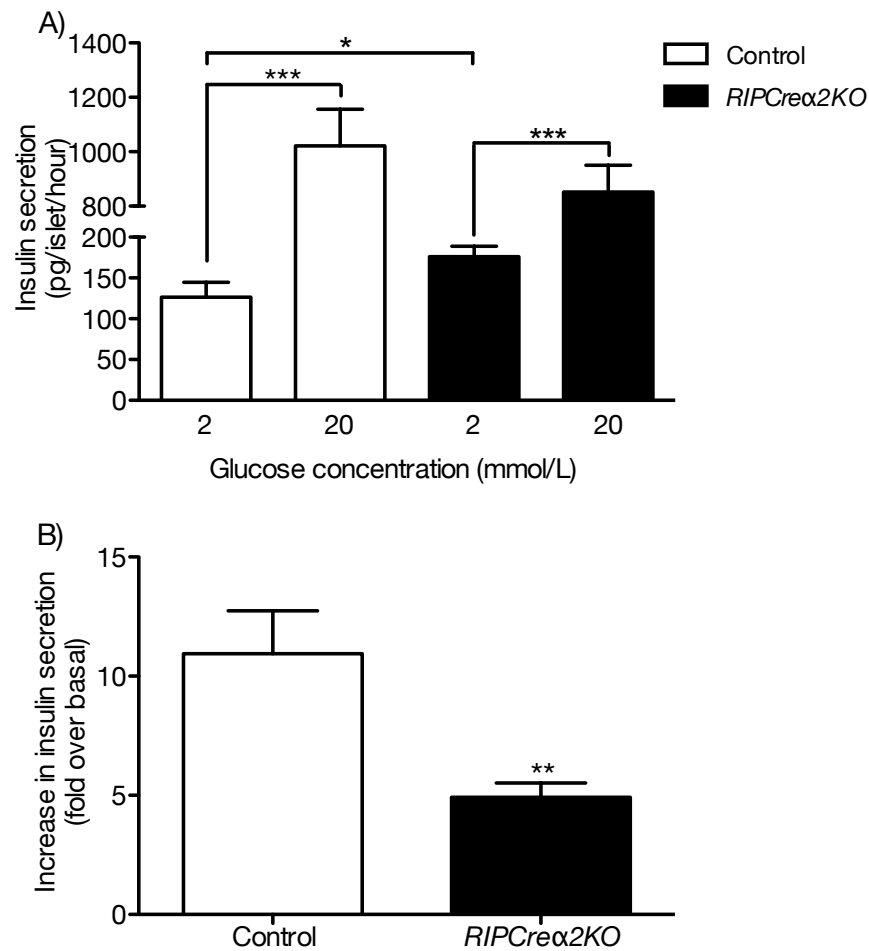 A)
1400
1200
1000
800
200
150
100
50
0
Insulin secretion
(pg/islet/hour)
*
***
***
Control
RIPCreα2KO
2 20 2 20
Glucose concentration (mmol/L)
B)
15
10
5
0
Increase in insulin secretion
(fold over basal)
**
Control RIPCreα2KO